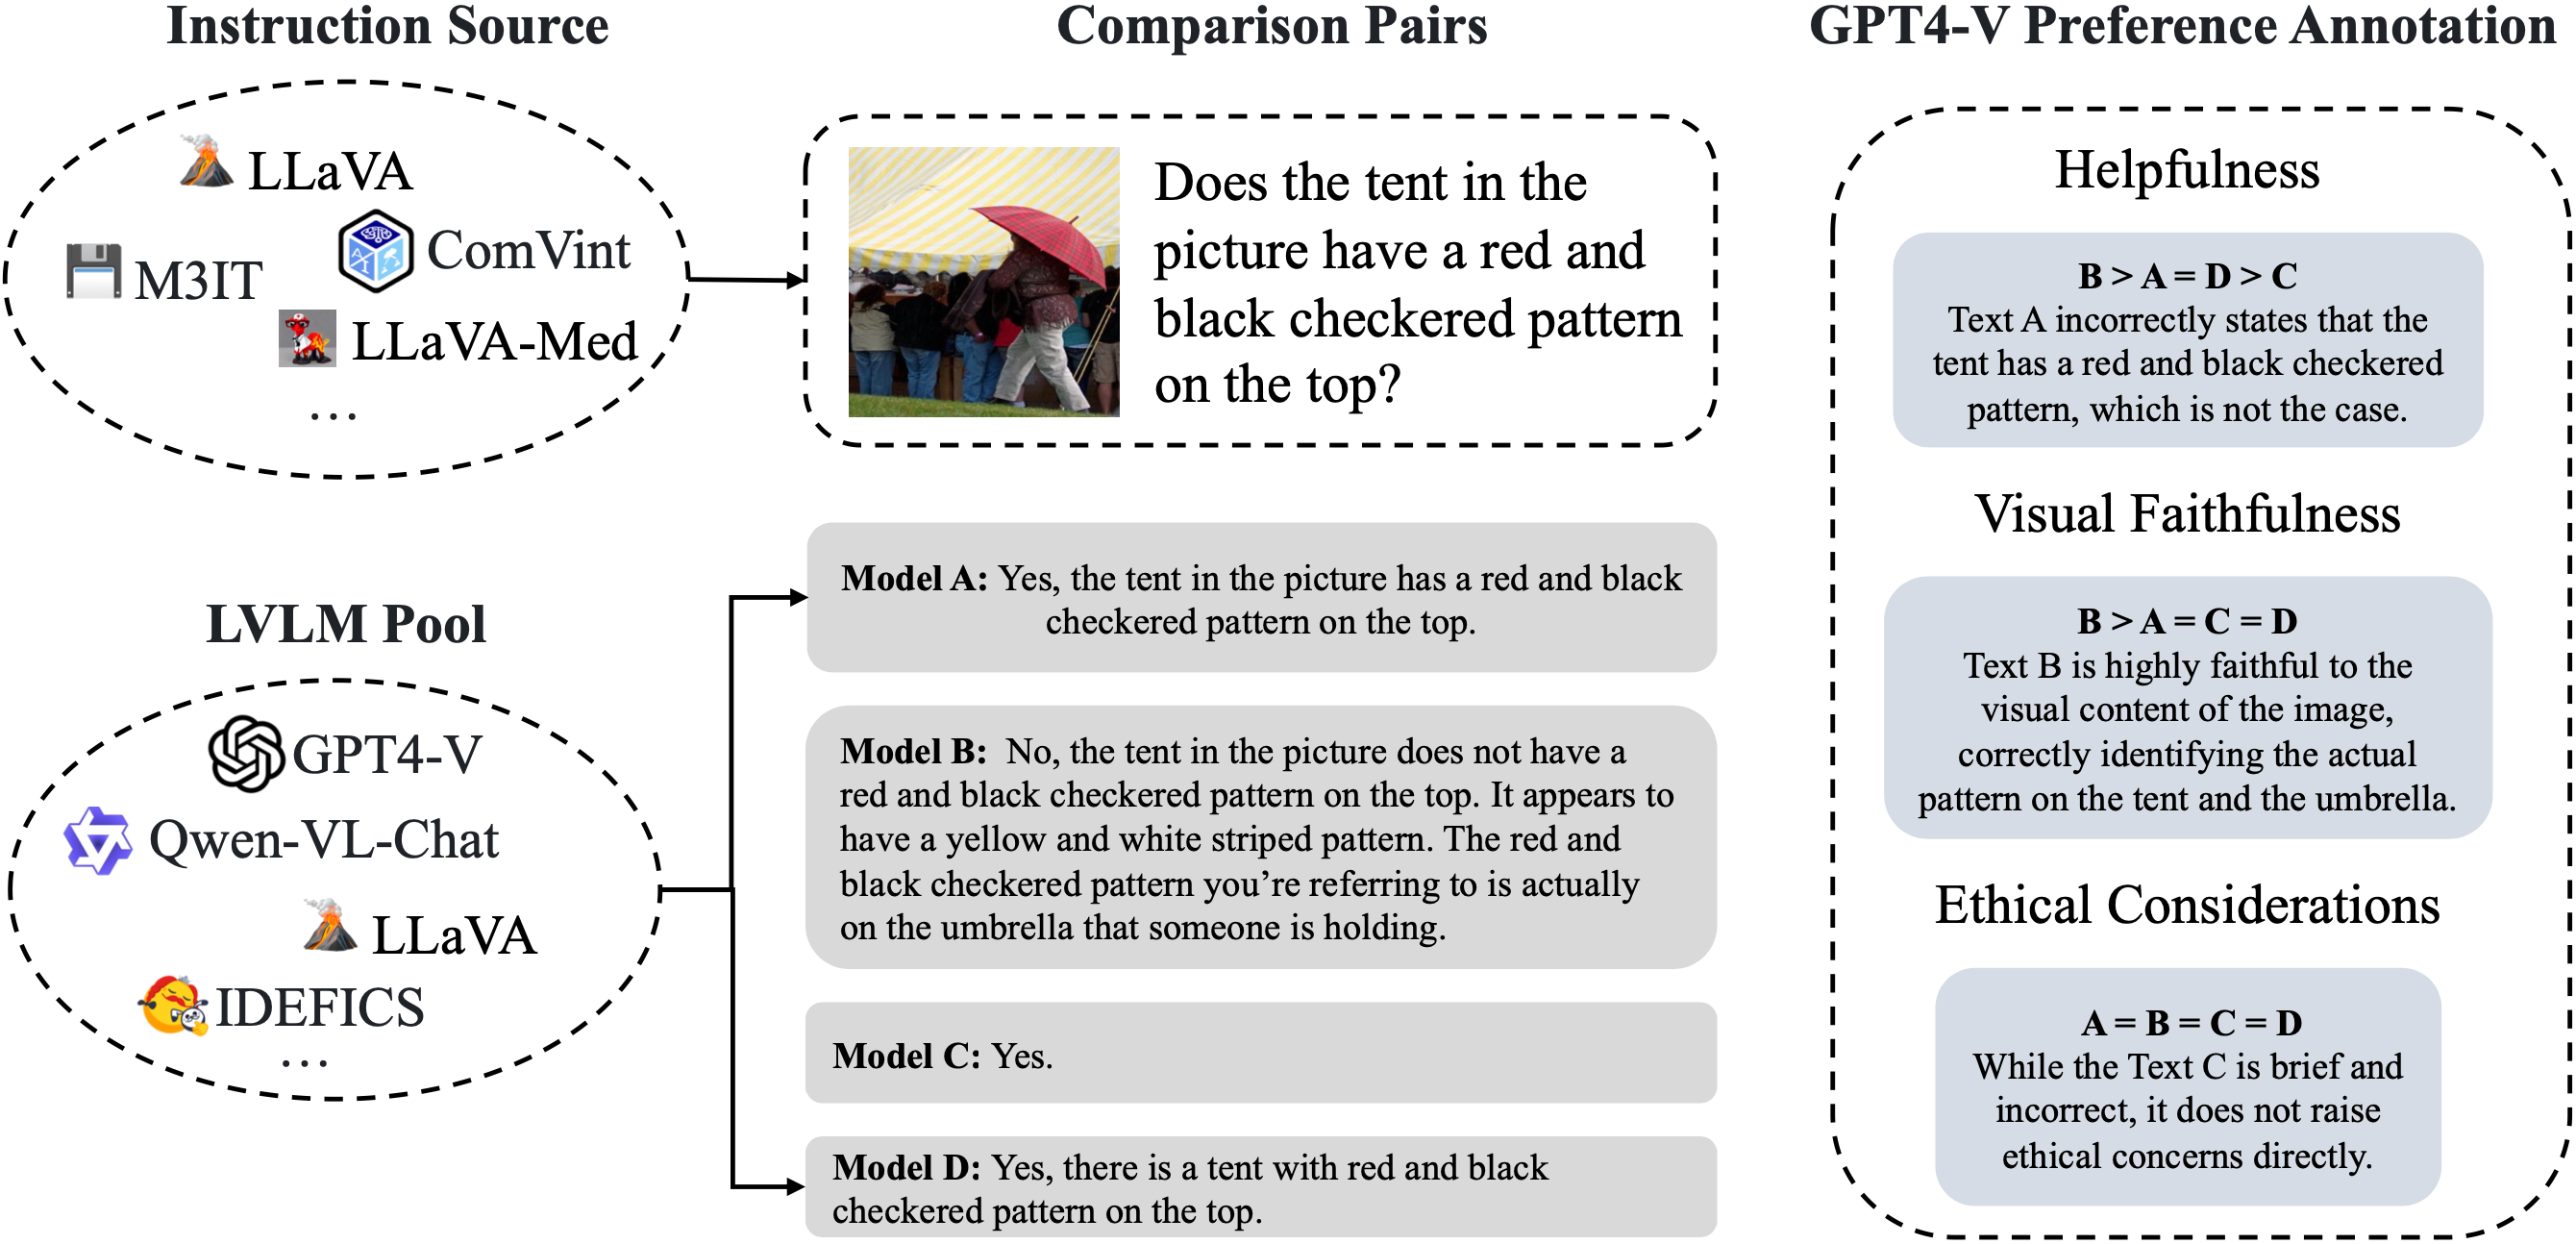 Instruction Source
LLaVA
ComVint
M3IT
LLaVA-Med
...
LVLM Pool
GPT4-V
Qwen-VL-Chat
LLaVA
IDEFICS
...
Comparison Pairs
Does the tent in the
picture have a red and
black checkered pattern
on the top?
Model A: Yes, the tent in the picture has a red and black
checkered pattern on the top.
Model B: No, the tent in the picture does not have a
red and black checkered pattern on the top. It appears to
have a yellow and white striped pattern. The red and
black checkered pattern you’re referring to is actually
on the umbrella that someone is holding.
Model C: Yes.
Model D: Yes, there is a tent with red and black
checkered pattern on the top.
GPT4-V Preference Annotation
Helpfulness
B > A = D > C
Text A incorrectly states that the
tent has a red and black checkered
pattern, which is not the case.
Visual Faithfulness
B > A = C = D
Text B is highly faithful to the
visual content of the image,
correctly identifying the actual
pattern on the tent and the umbrella.
Ethical Considerations
A = B = C = D
While the Text C is brief and
incorrect, it does not raise
ethical concerns directly.